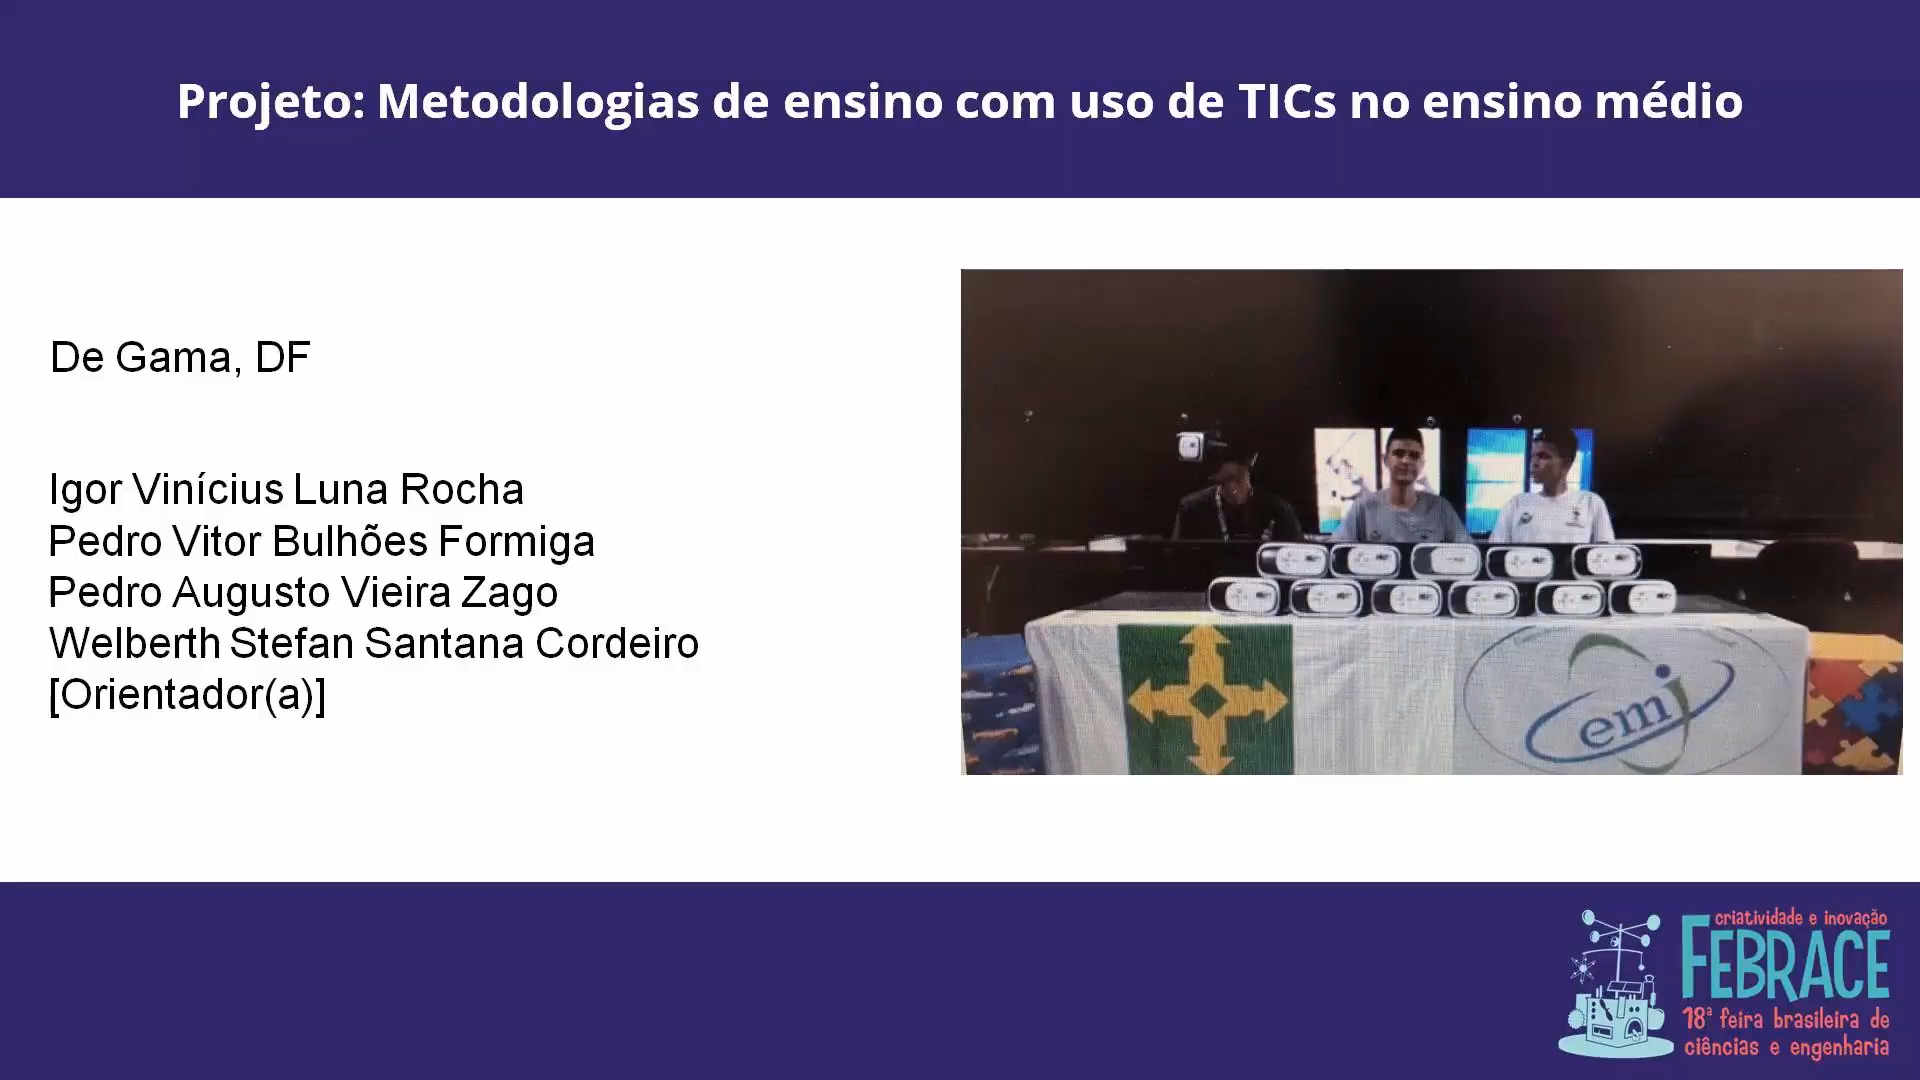 Projeto: Metodologias de ensino com uso de TICs no ensino médio
De Gama, DF
Igor Vinícius Luna Rocha
Pedro Vitor Bulhões Formiga
Pedro Augusto Vieira Zago
Welberth Stefan Santana Cordeiro
[Orientador(a)]
cemj
criatividade e inovação
FEBRACE
18ª feira brasileira de
ciências e engenharia